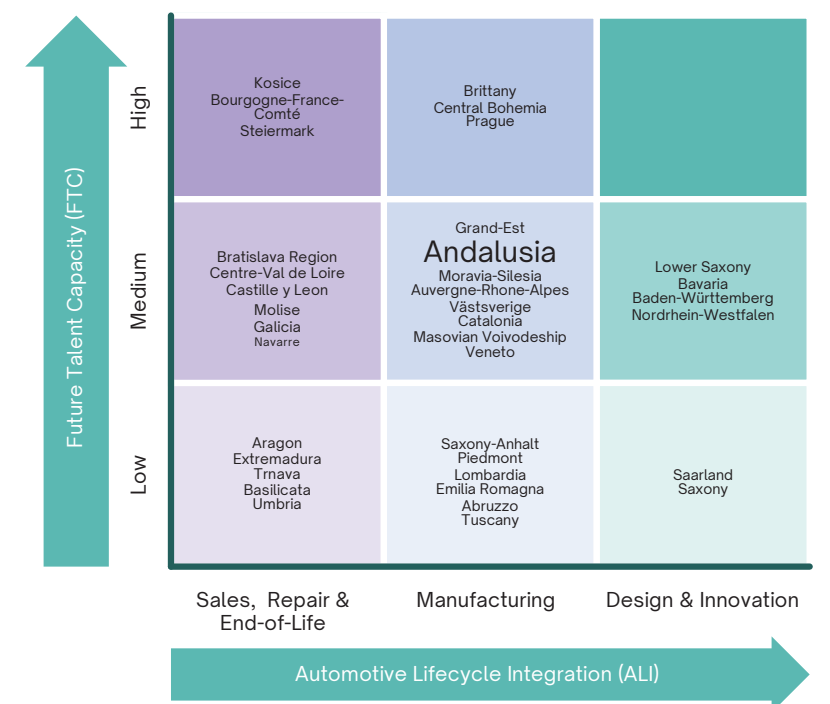 Future Talent Capacity (FTC)
High
Kosice
Bourgogne-France-
Comté
Steiermark
Brittany
Central Bohemia
Prague
Medium
Bratislava Region
Centre-Val de Loire
Castille y Leon
Molise
Galicia
Navarre
Grand-Est
Andalusia
Moravia-Silesia
Auvergne-Rhone-Alpes
Västsverige
Catalonia
Masovian Voivodeship
Veneto
Lower Saxony
Bavaria
Baden-Württemberg
Nordrhein-Westfalen
Low
Aragon
Extremadura
Trnava
Basilicata
Umbria
Saxony-Anhalt
Piedmont
Lombardia
Emilia Romagna
Abruzzo
Tuscany
Saarland
Saxony
Sales, Repair &
End-of-Life
Manufacturing
Design & Innovation
Automotive Lifecycle Integration (ALI)